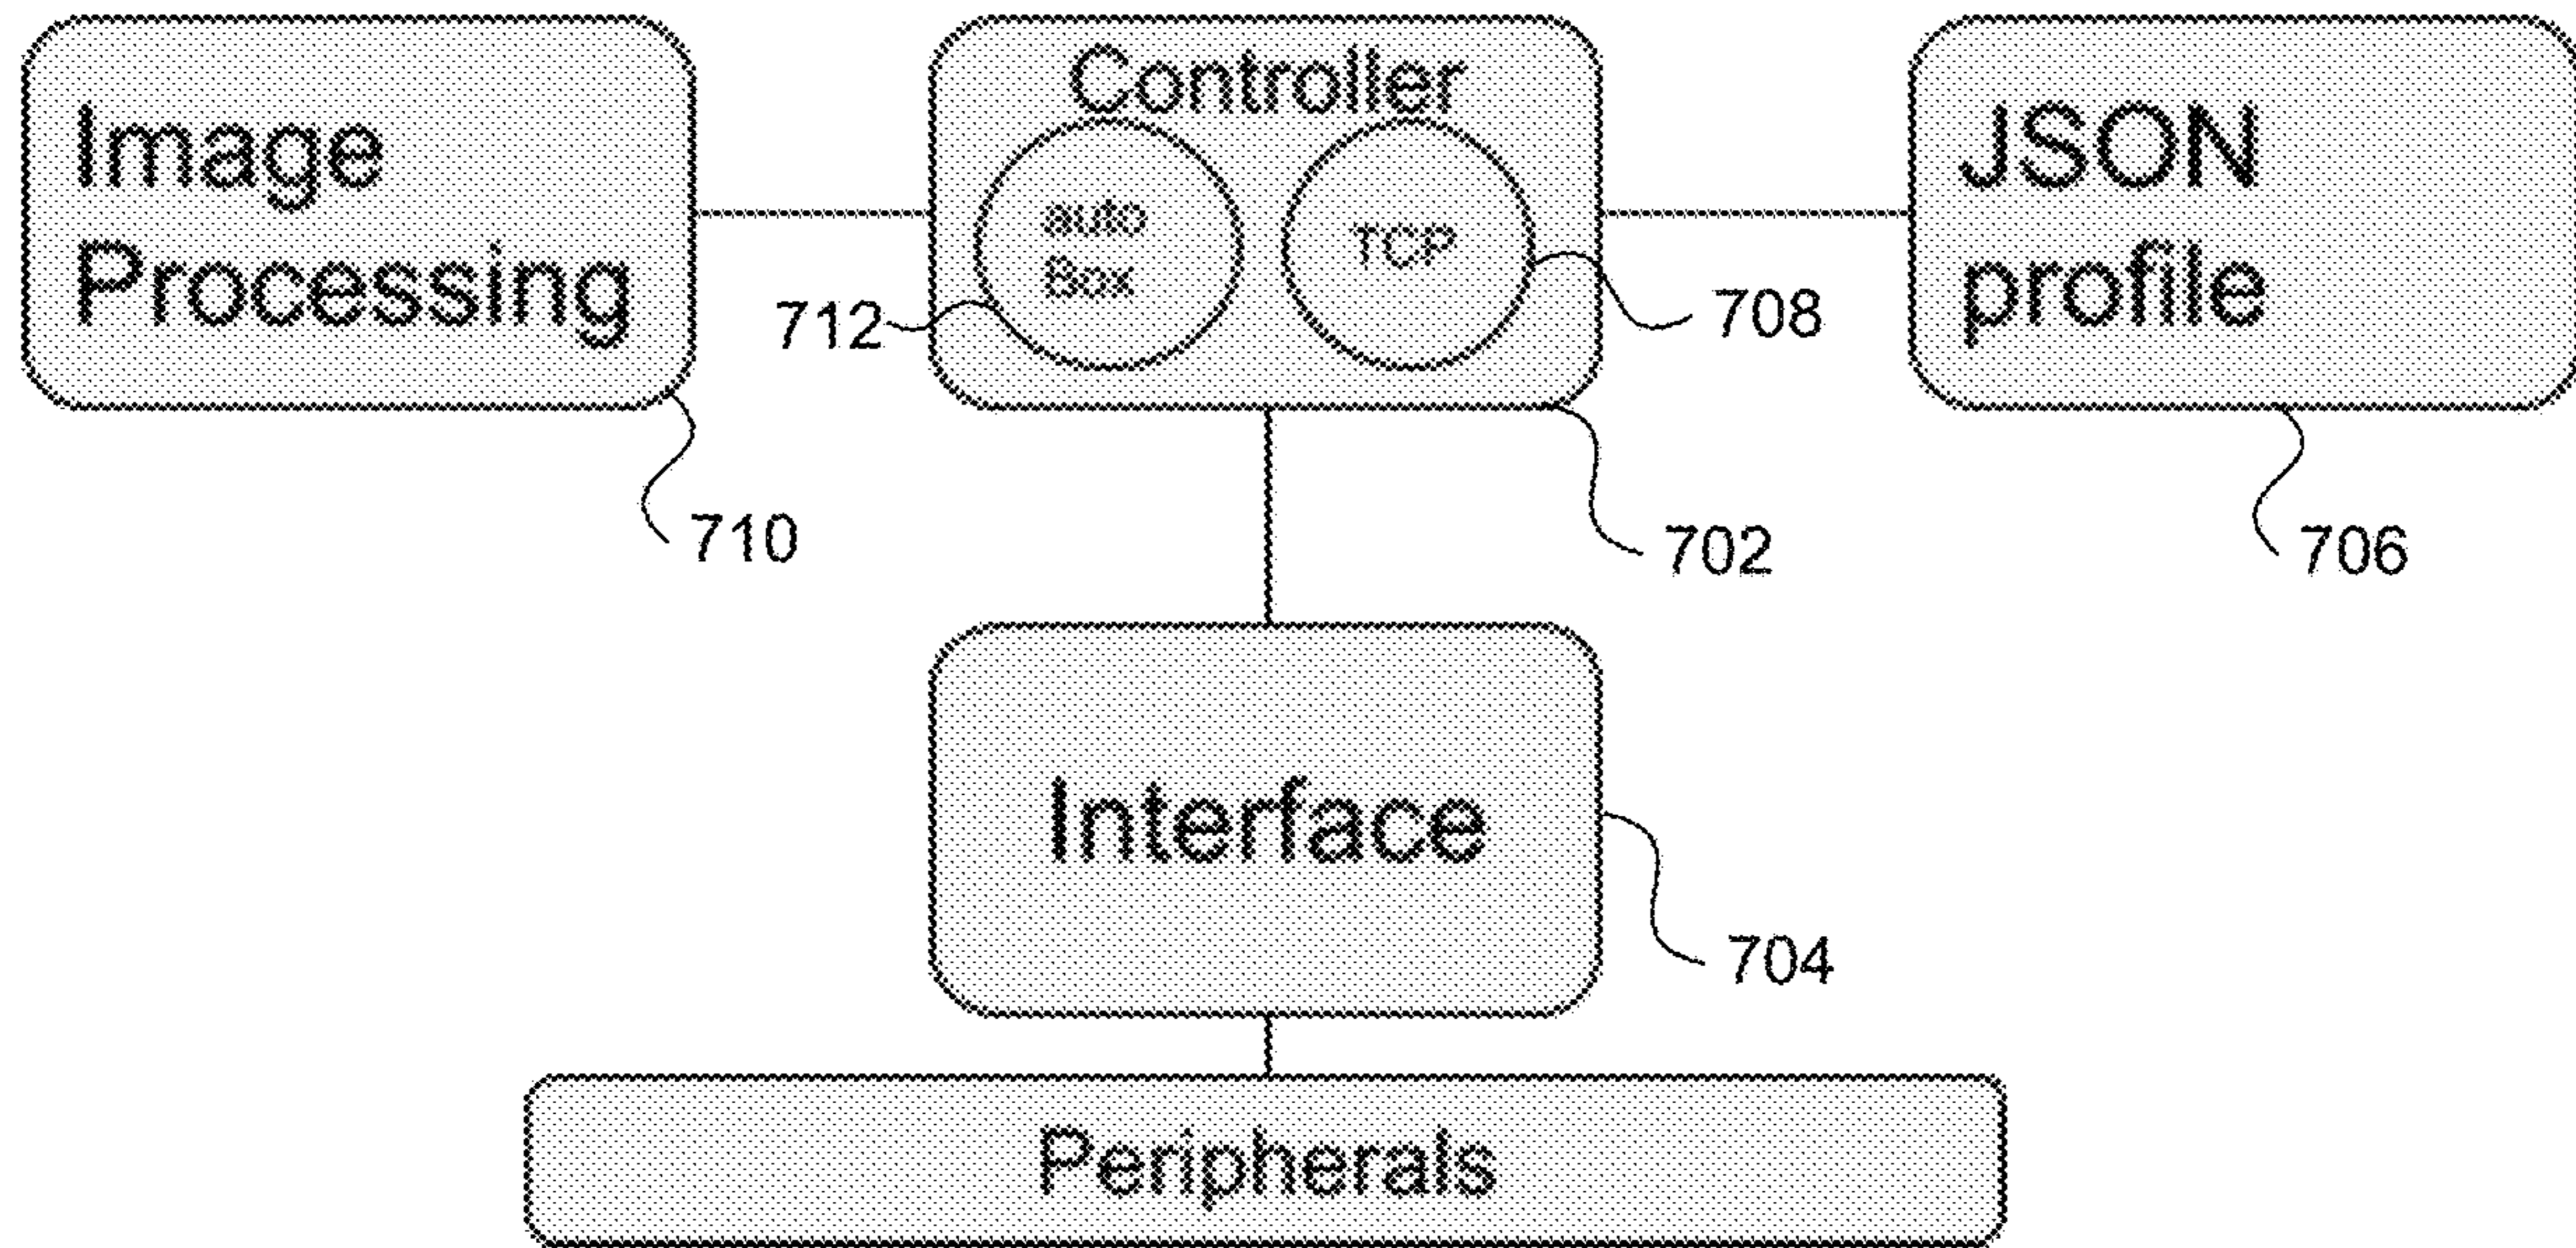 Image
Processing
710
Controller
auto
Box
712
TCP
708
702
JSON
profile
706
Interface
704
Peripherals